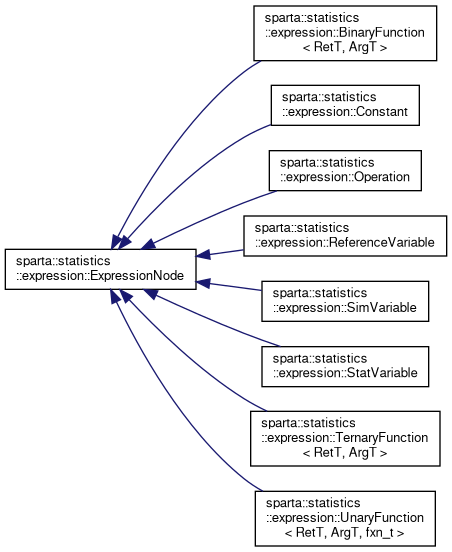 sparta::statistics
::expression::BinaryFunction
< RetT, ArgT >
sparta::statistics
::expression::Constant
sparta::statistics
::expression::Operation
sparta::statistics
::expression::ReferenceVariable
sparta::statistics
::expression::ExpressionNode
sparta::statistics
::expression::SimVariable
sparta::statistics
::expression::StatVariable
sparta::statistics
::expression::TernaryFunction
< RetT, ArgT >
sparta::statistics
::expression::UnaryFunction
< RetT, ArgT, fxn_t >